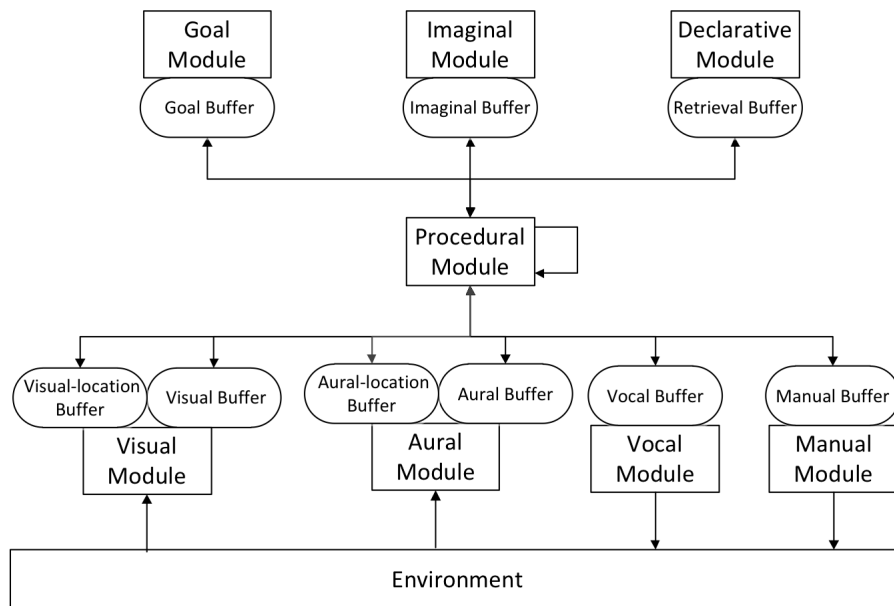 Goal
Module
Imaginal
Module
Declarative
Module
Goal Buffer
Imaginal Buffer
Retrieval Buffer
Procedural
Module
Visual-location
Buffer
Visual Buffer
Aural-location
Buffer
Aural Buffer
Vocal Buffer
Manual Buffer
Visual
Module
Aural
Module
Vocal
Module
Manual
Module
Environment